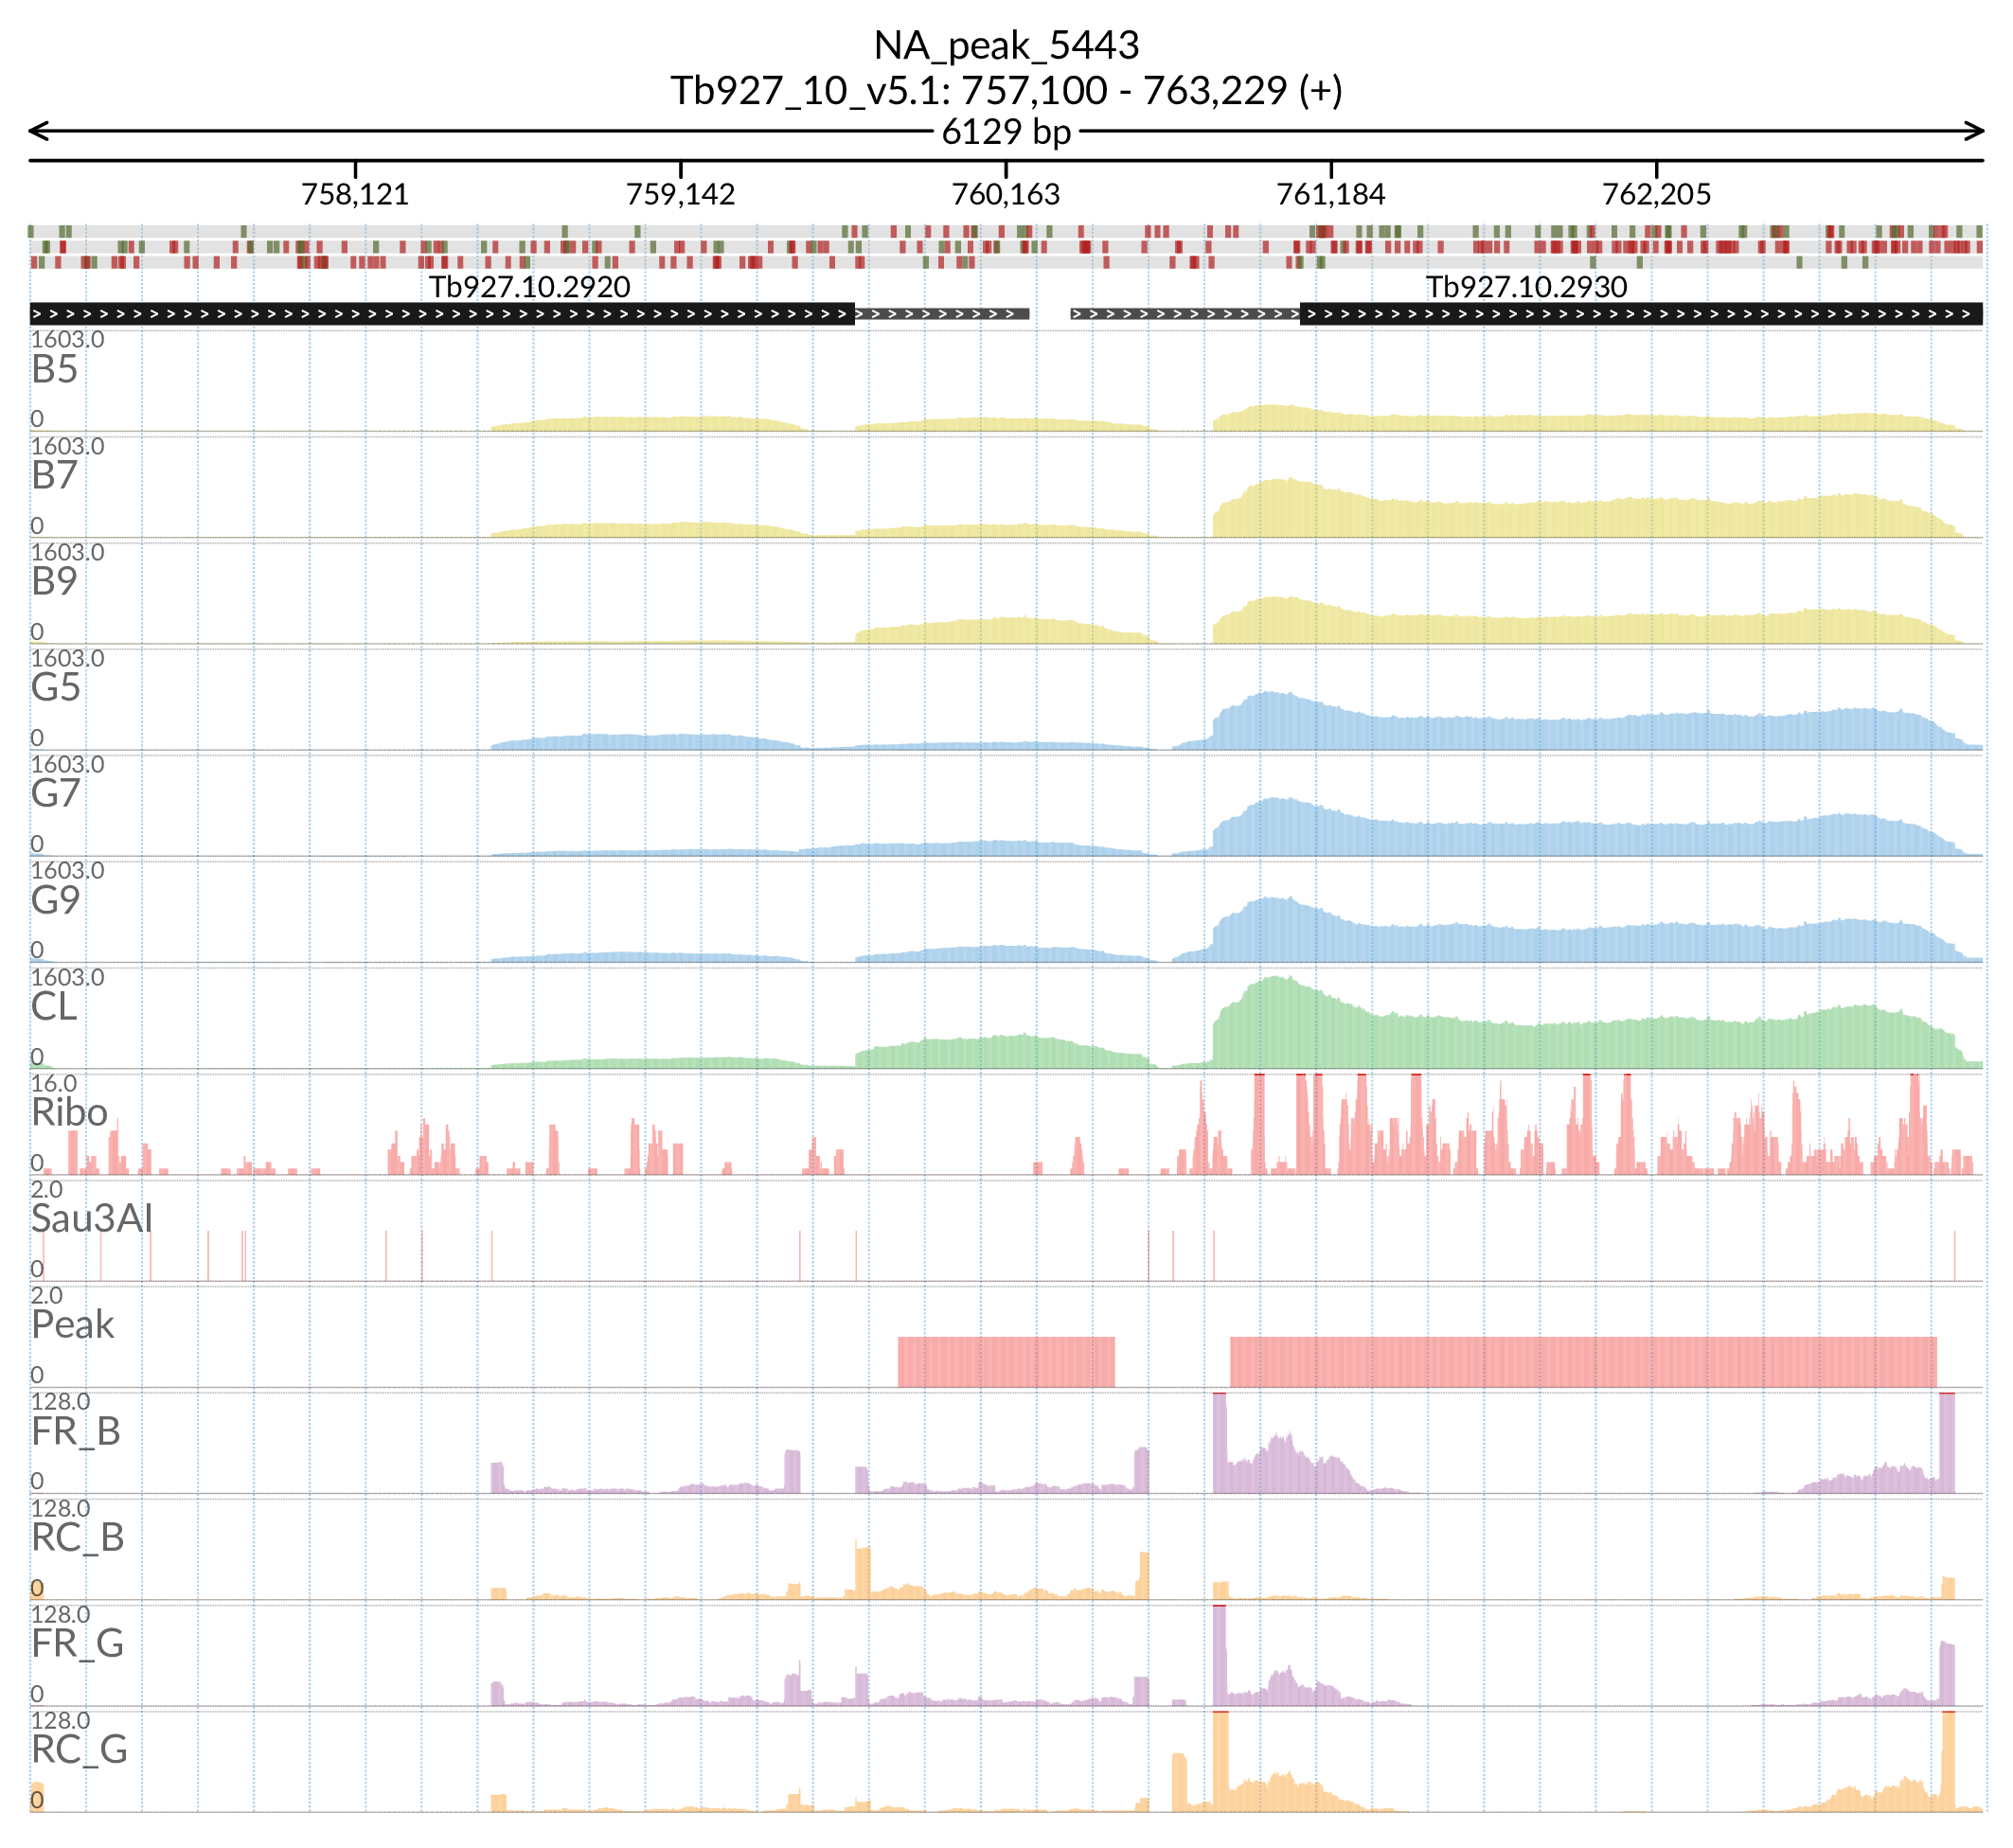 NA_peak_5443
Tb927_10_v5.1: 757,100 - 763,229 (+)
6129 bp
758,121 759,142 760,163 761,184 762,205
Tb927.10.2920 Tb927.10.2930
1603.0
B5
0
1603.0
B7
0
1603.0
B9
0
1603.0
G5
0
1603.0
G7
0
1603.0
G9
0
1603.0
CL
0
16.0
Ribo
0
2.0
Sau3AI
0
2.0
Peak
0
128.0
FR_B
0
128.0
RC_B
0
128.0
FR_G
0
128.0
RC_G
0